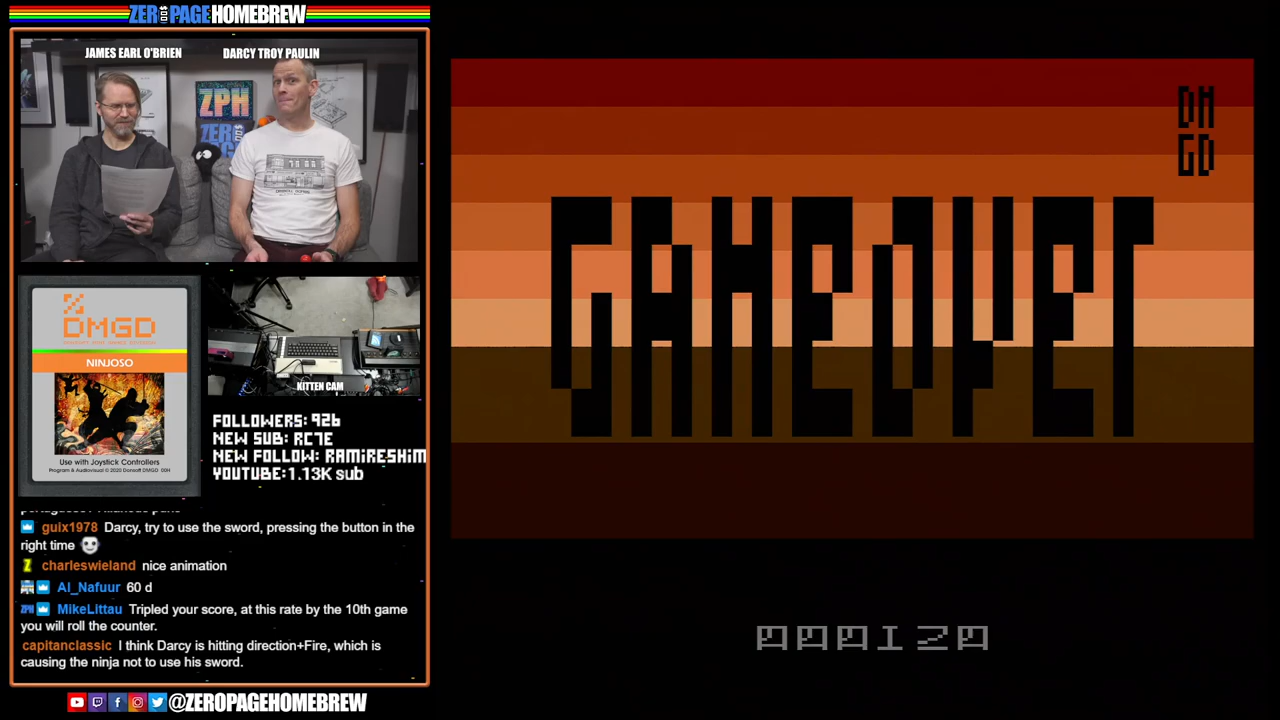 ZEROPAGE HOMEBREW
JAMES EARL O'BRIEN
DARCY TROY PAULIN
ZPH
DMGD
NINJOSO
Use with Joystick Controllers
KITTEN CAM
FOLLOWERS: 926
NEW SUB: RC7E
NEW FOLLOW: RAMIRESHIM
YOUTUBE:1.13K sub
guix1978 Darcy, try to use the sword, pressing the button in the
right time
charleswieland nice animation
Al_Nafuur 60 d
MikeLittau Tripled your score, at this rate by the 10th game
you will roll the counter.
capitanclassic I think Darcy is hitting direction+Fire, which is
causing the ninja not to use his sword.
@ZEROPAGEHOMEBREW
DM
GD
GAMEOVER
000120